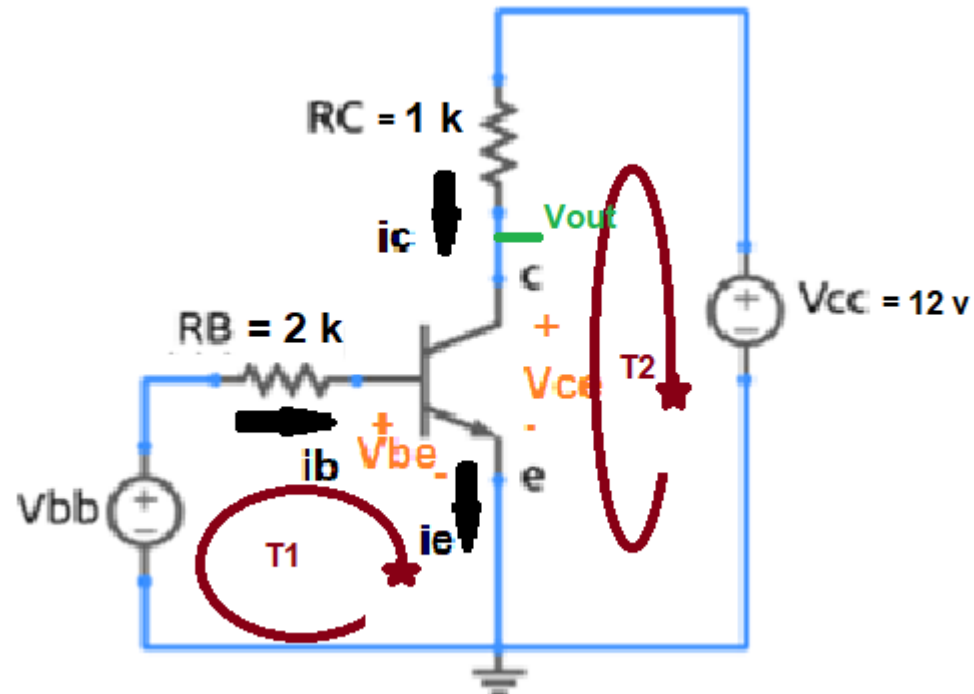 RC = 1 k
Vout
ic
c
+
Vcc = 12 v
+
-
RB = 2 k
+
Vce
T2
-
Vbe
-
ib
e
Vbb
+
-
ie
T1